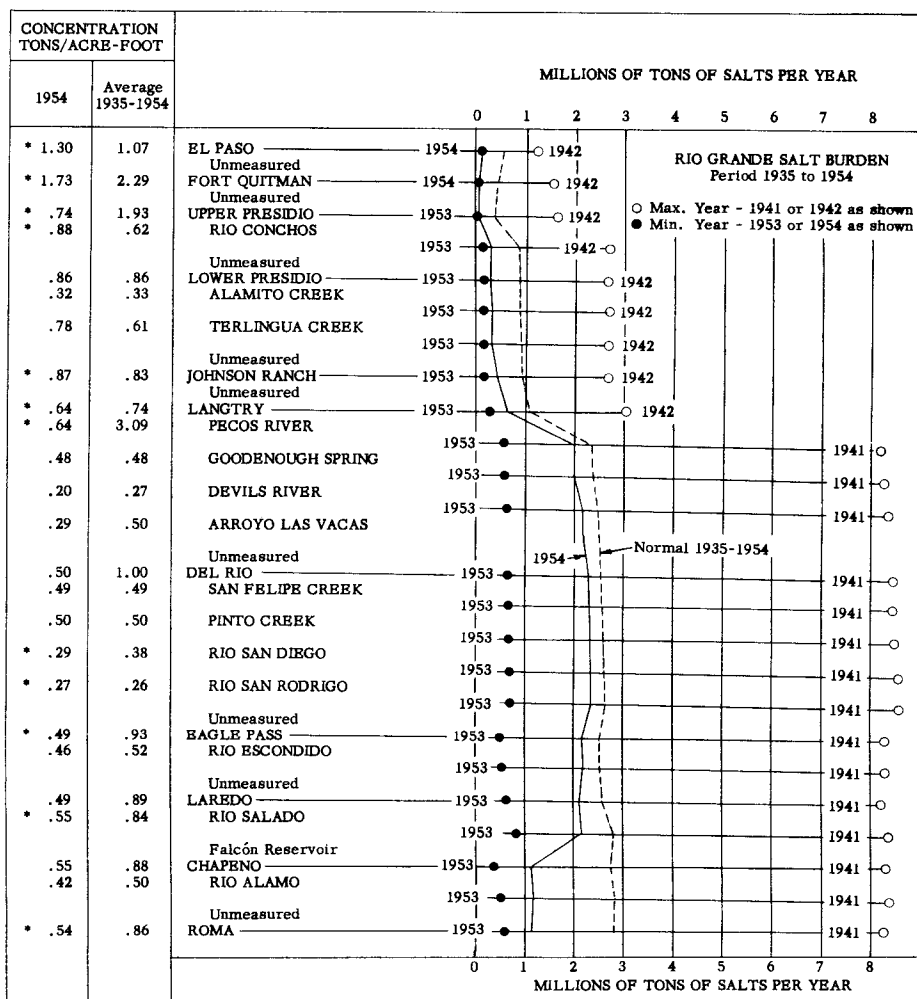 CONCENTRATION
TONS/ACRE-FOOT
1954
Average
1935-1954
MILLIONS OF TONS OF SALTS PER YEAR
0 1 2 3 4 5 6 7 8
RIO GRANDE SALT BURDEN
Period 1935 to 1954
○ Max. Year - 1941 or 1942 as shown
● Min. Year - 1953 or 1954 as shown
* 1.30 1.07 EL PASO 1954 1942
Unmeasured
* 1.73 2.29 FORT QUITMAN 1954 1942
Unmeasured
* .74 1.93 UPPER PRESIDIO 1953 1942
* .88 .62 RIO CONCHOS
1953 1942
Unmeasured
.86 .86 LOWER PRESIDIO 1953 1942
.32 .33 ALAMITO CREEK
1953 1942
.78 .61 TERLINGUA CREEK
1953 1942
Unmeasured
* .87 .83 JOHNSON RANCH 1953 1942
Unmeasured
* .64 .74 LANGTRY 1953 1942
* .64 3.09 PECOS RIVER
1953 1941
.48 .48 GOODENOUGH SPRING
1953 1941
.20 .27 DEVILS RIVER
1953 1941
.29 .50 ARROYO LAS VACAS
1954 Normal 1935-1954
Unmeasured
.50 1.00 DEL RIO 1953 1941
.49 .49 SAN FELIPE CREEK
1953 1941
.50 .50 PINTO CREEK
1953 1941
* .29 .38 RIO SAN DIEGO
1953 1941
* .27 .26 RIO SAN RODRIGO
1953 1941
Unmeasured
* .49 .93 EAGLE PASS 1953 1941
.46 .52 RIO ESCONDIDO
1953 1941
Unmeasured
.49 .89 LAREDO 1953 1941
* .55 .84 RIO SALADO
1953 1941
Falcón Reservoir
.55 .88 CHAPENO 1953 1941
.42 .50 RIO ALAMO
1953 1941
Unmeasured
* .54 .86 ROMA 1953 1941
0 1 2 3 4 5 6 7 8
MILLIONS OF TONS OF SALTS PER YEAR